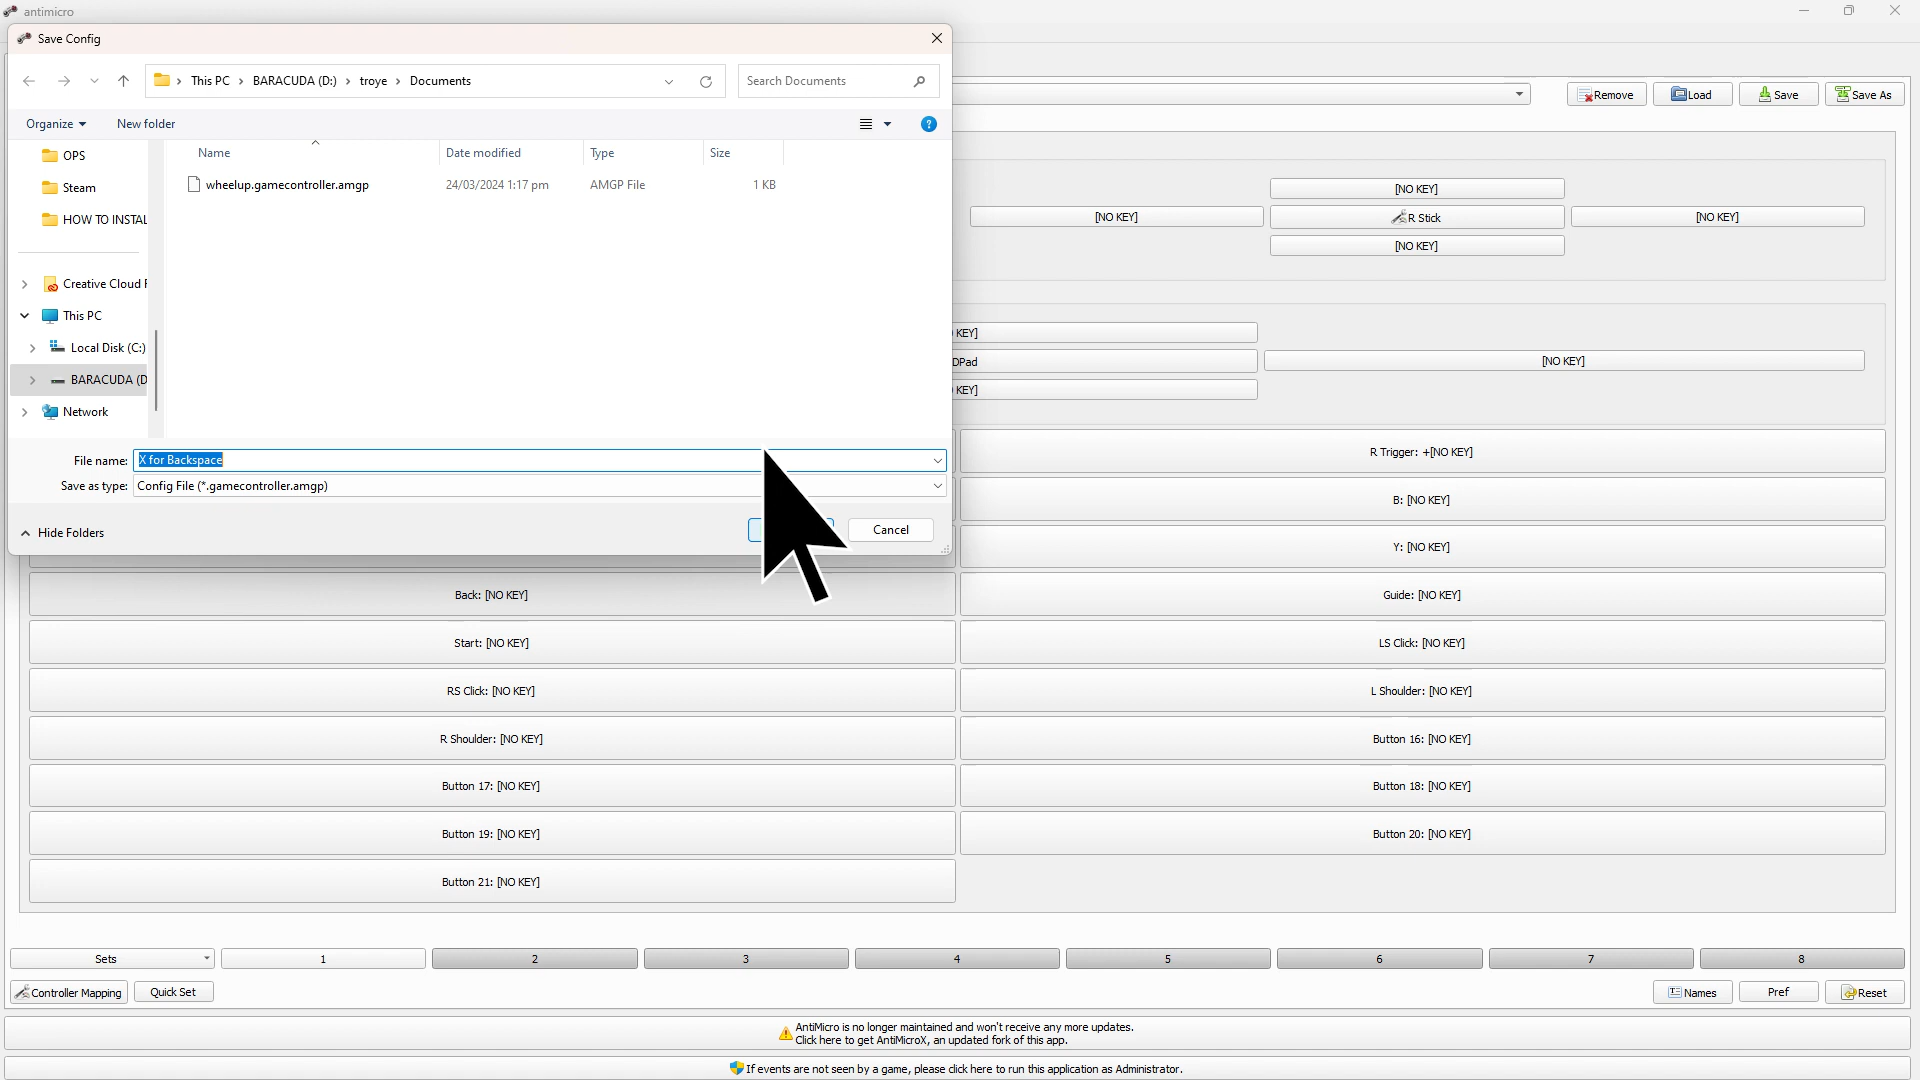 antimicro
Save Config
This PC > BARACUDA (D:) > troye > Documents
Search Documents
Remove
Load
Save
Save As
Organize
New folder
?
Name
Date modified
Type
Size
OPS
wheelup.gamecontroller.amgp
24/03/2024 1:17 pm
AMGP File
1 KB
Steam
[NO KEY]
HOW TO INSTAL
[NO KEY]
R Stick
[NO KEY]
[NO KEY]
Creative Cloud F
This PC
KEY]
Local Disk (C:)
DPad
[NO KEY]
BARACUDA (D
KEY]
Network
File name: X for Backspace
R Trigger: +[NO KEY]
Save as type: Config File (*.gamecontroller.amgp)
B: [NO KEY]
Hide Folders
Cancel
Y: [NO KEY]
Back: [NO KEY]
Guide: [NO KEY]
Start: [NO KEY]
LS Click: [NO KEY]
RS Click: [NO KEY]
L Shoulder: [NO KEY]
R Shoulder: [NO KEY]
Button 16: [NO KEY]
Button 17: [NO KEY]
Button 18: [NO KEY]
Button 19: [NO KEY]
Button 20: [NO KEY]
Button 21: [NO KEY]
Sets
1
2
3
4
5
6
7
8
Controller Mapping
Quick Set
Names
Pref
Reset
AntiMicro is no longer maintained and won't receive any more updates.
Click here to get AntiMicroX, an updated fork of this app.
If events are not seen by a game, please click here to run this application as Administrator.